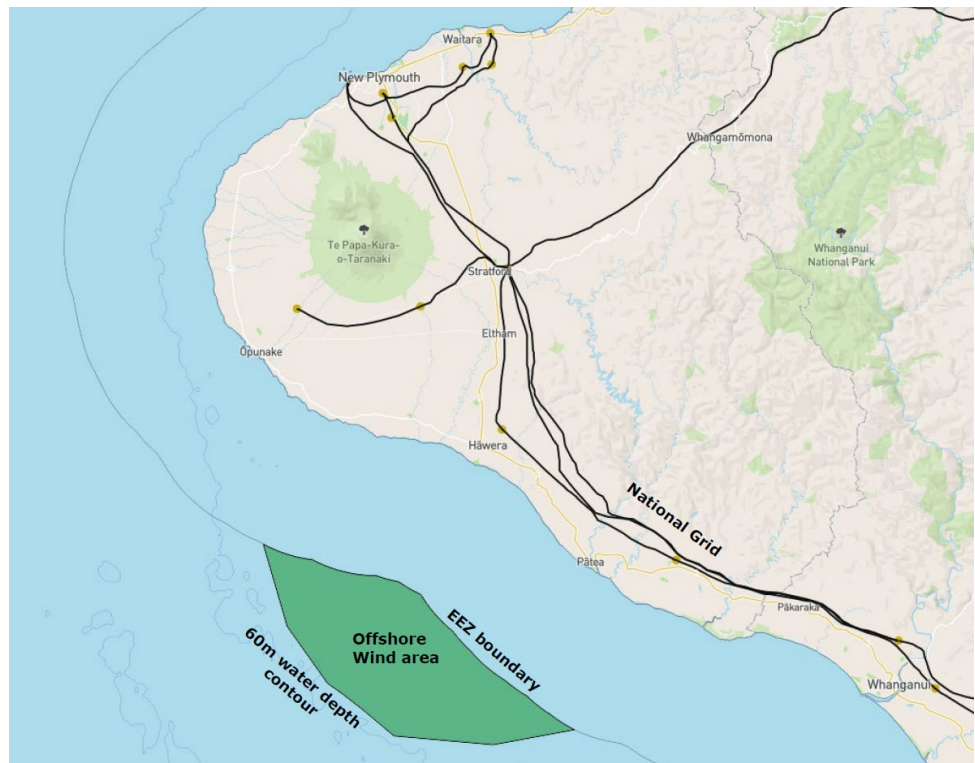 Waitara
New Plymouth
Whangamōmona
Te Papa-Kura-
o-Taranaki
Whanganui
National Park
Stratford
Eltham
Ōpunake
Hāwera
National Grid
Pātea
EEZ boundary
Offshore
Wind area
60m water depth
contour
Pākaraka
Whanganui